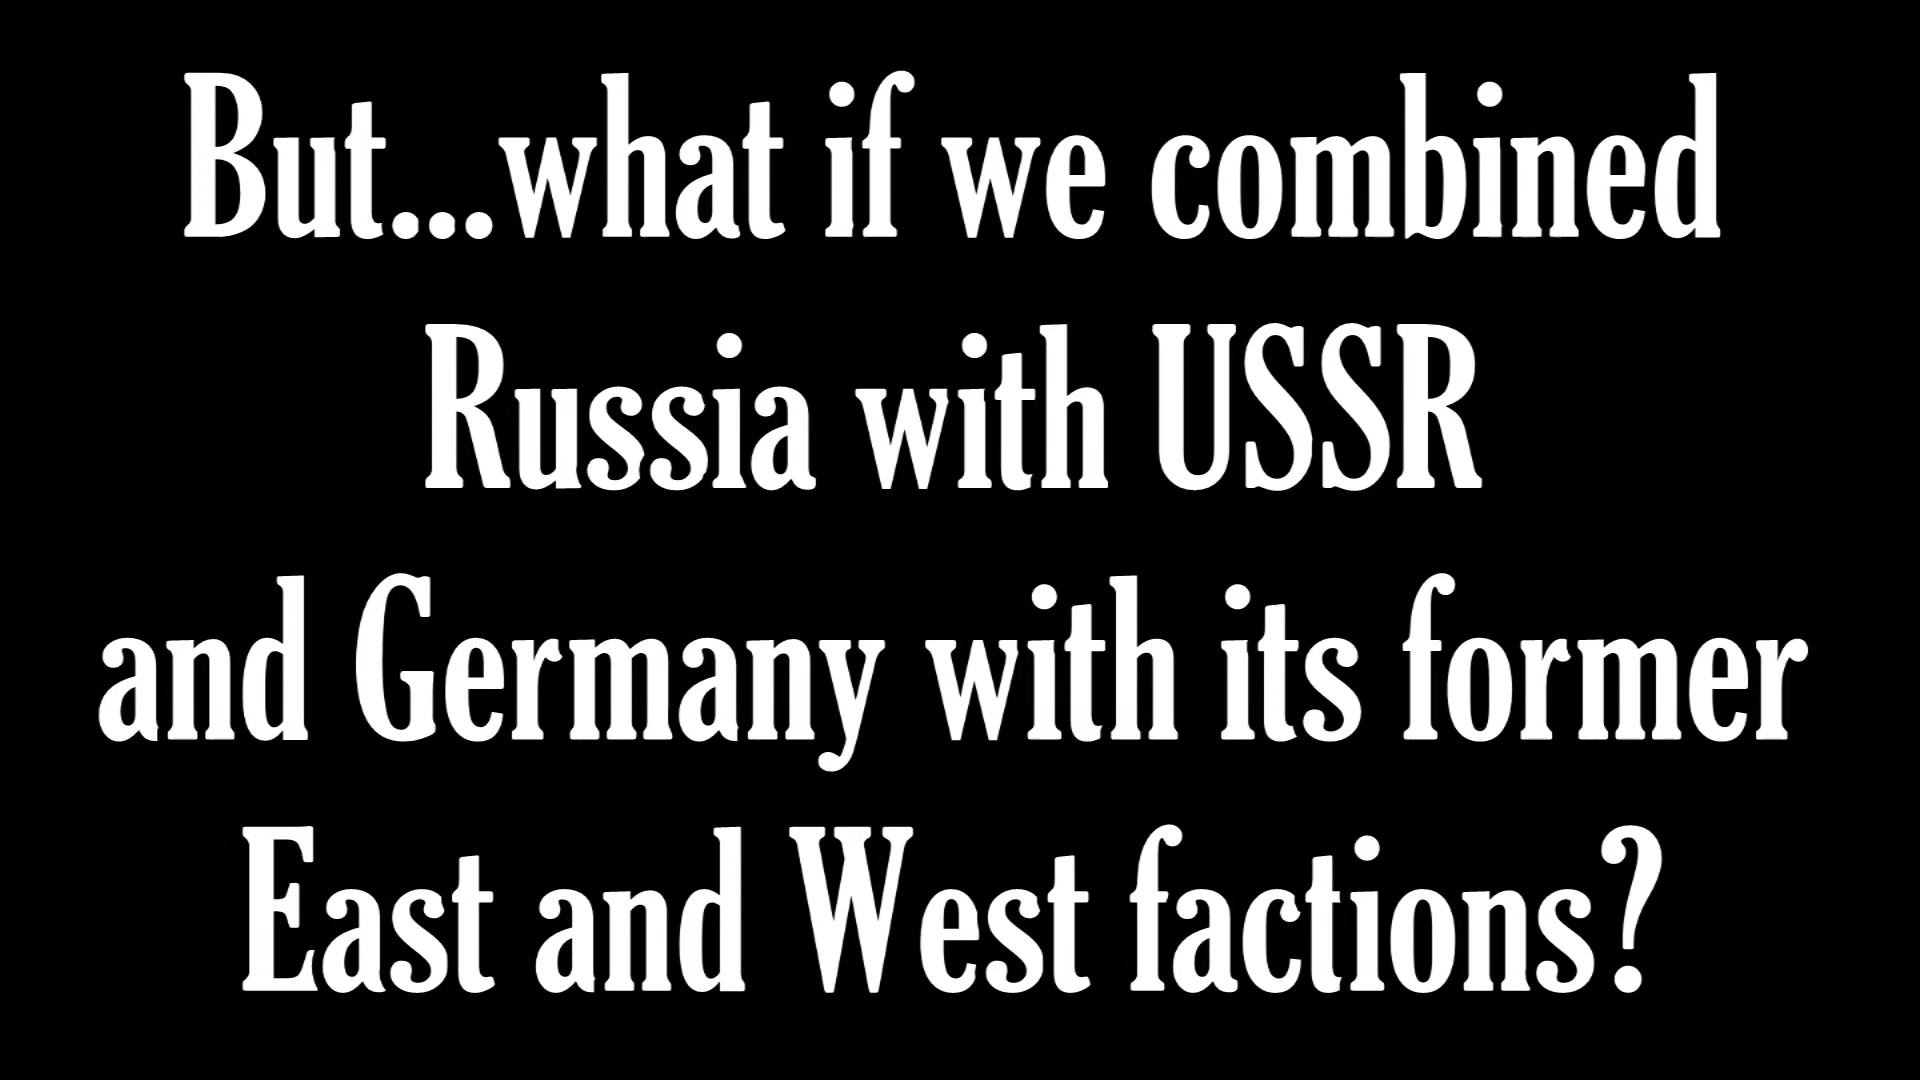 But...what if we combined
Russia with USSR
and Germany with its former
East and West factions?